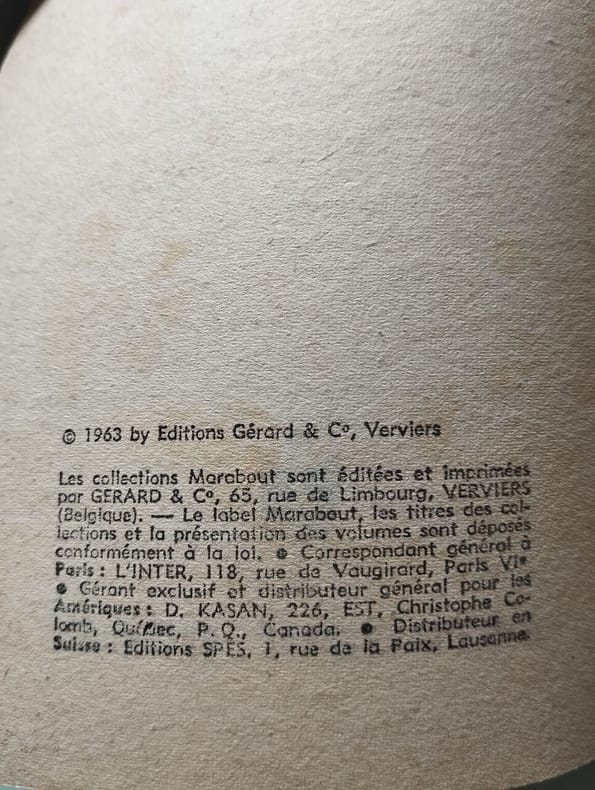 © 1963 by Editions Gérard & Cº, Verviers
Les collections Marabout sont éditées et imprimées
par GERARD & Cº, 65, rue de Limbourg, VERVIERS
(Belgique). — Le label Marabout, les titres des col-
lections et la présentation des volumes sont déposés
conformément à la loi. ● Correspondant général à
Paris : L'INTER, 118, rue de Vaugirard, Paris VIᵉ
● Gérant exclusif et distributeur général pour les
Amériques : D. KASAN, 226, EST, Christophe Co-
lomb, Québec, P. Q., Canada. ● Distributeur en
Suisse : Editions SPES, 1, rue de la Paix, Lausanne.